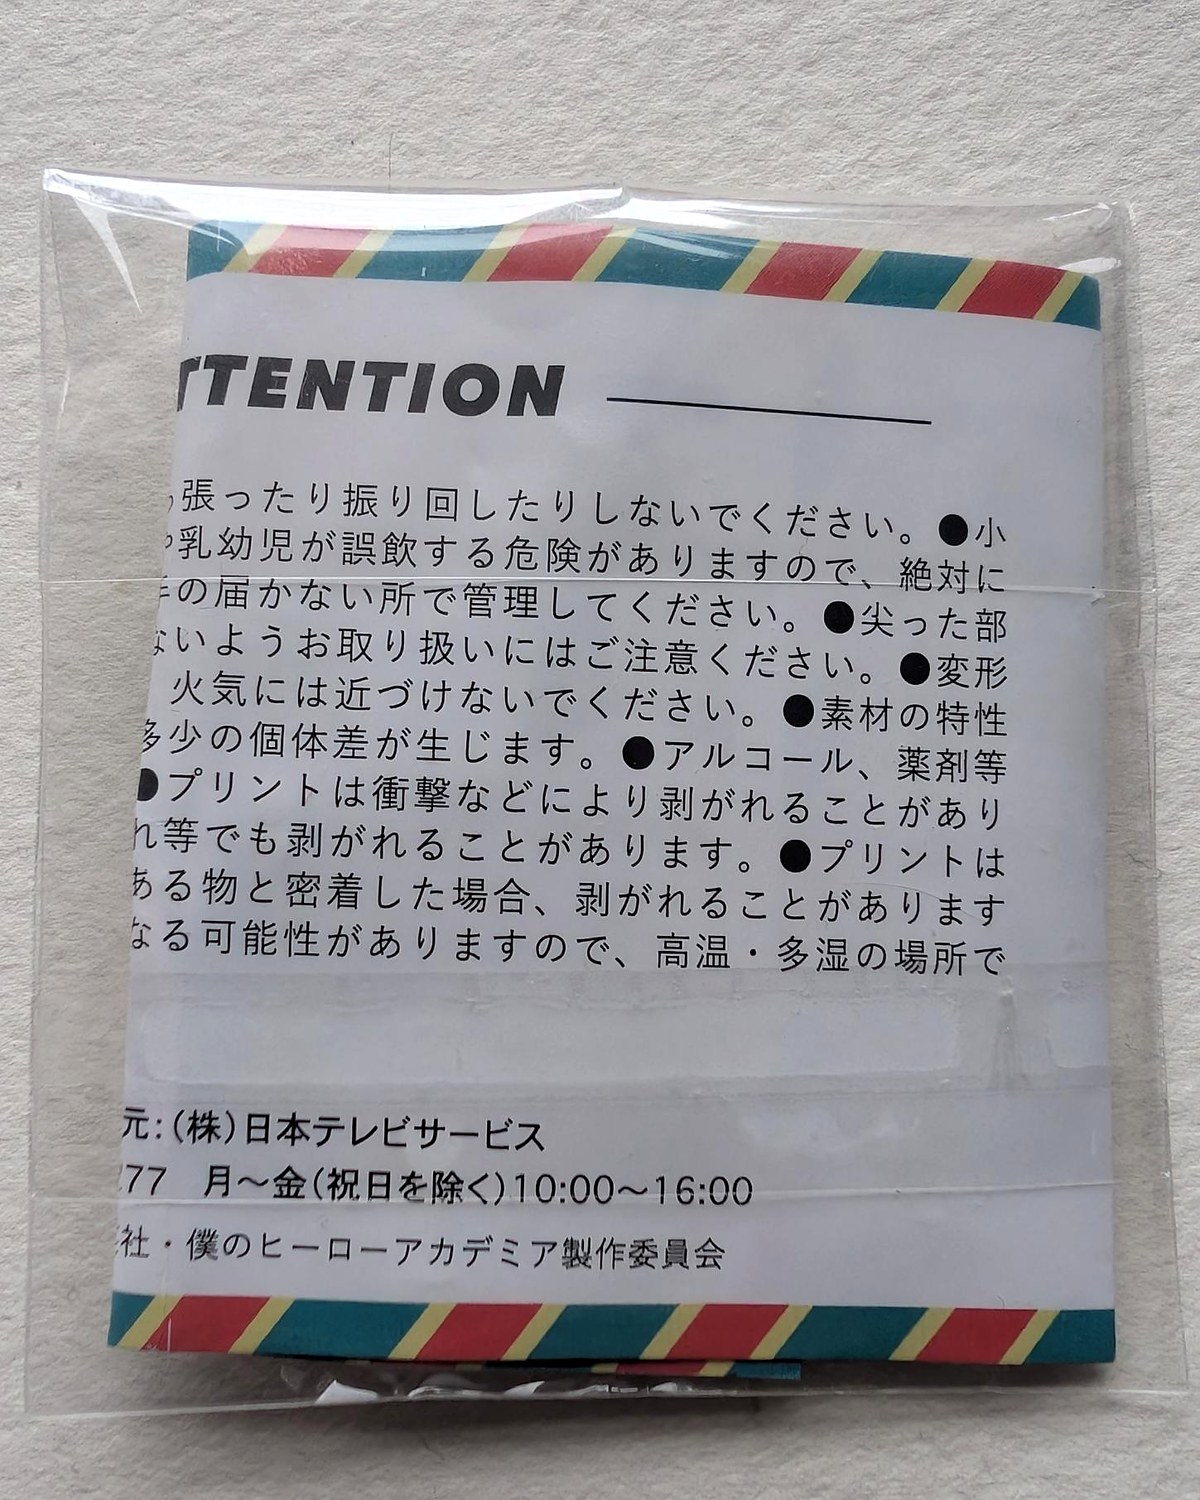 TTENTION
張ったり振り回したりしないでください。●小
乳幼児が誤飲する危険がありますので、絶対に
の届かない所で管理してください。●尖った部
ないようお取り扱いにはご注意ください。●変形
火気には近づけないでください。●素材の特性
多少の個体差が生じます。●アルコール、薬剤等
●プリントは衝撃などにより剥がれることがあり
れ等でも剥がれることがあります。●プリントは
ある物と密着した場合、剥がれることがあります
なる可能性がありますので、高温・多湿の場所で
元:(株)日本テレビサービス
77 月〜金(祝日を除く)10:00〜16:00
社・僕のヒーローアカデミア製作委員会